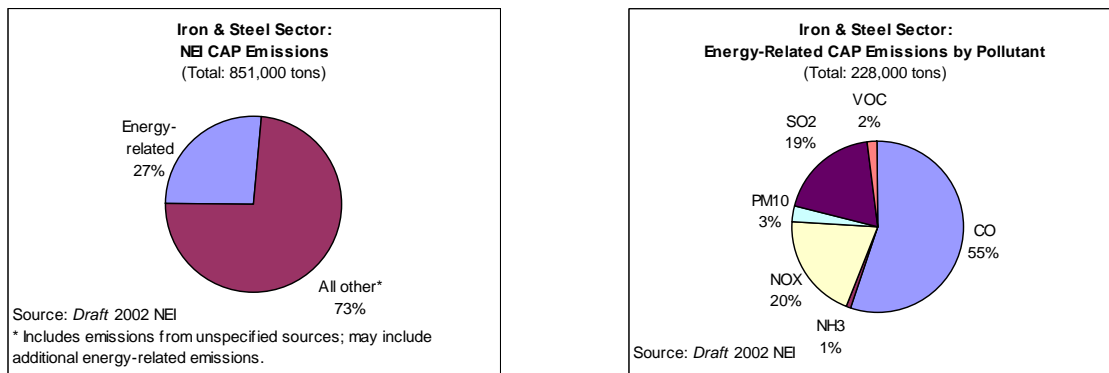 Iron & Steel Sector:
NEI CAP Emissions
(Total: 851,000 tons)
Energy-
related
27%
All other*
73%
Source: Draft 2002 NEI
* Includes emissions from unspecified sources; may include
additional energy-related emissions.
Iron & Steel Sector:
Energy-Related CAP Emissions by Pollutant
(Total: 228,000 tons)
VOC
2%
SO2
19%
PM10
3%
CO
55%
NOX
20%
NH3
1%
Source: Draft 2002 NEI